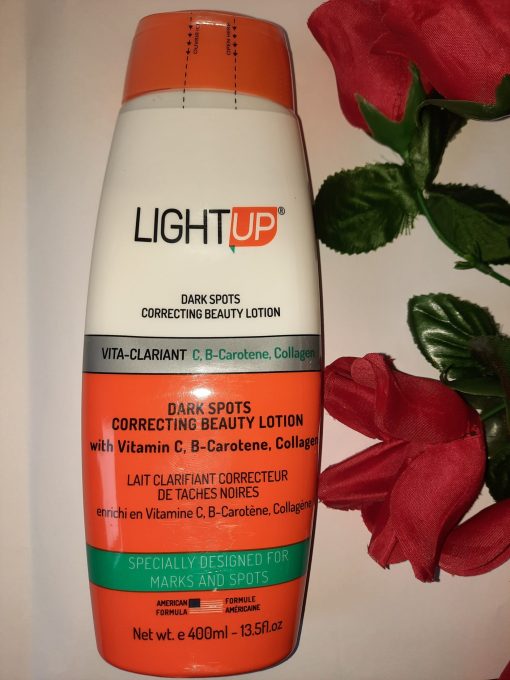 OPEN HERE
LIGHTUP®
DARK SPOTS
CORRECTING BEAUTY LOTION
VITA-CLARIANT C, B-Carotene, Collagen
DARK SPOTS
CORRECTING BEAUTY LOTION
with Vitamin C, B-Carotene, Collagen
LAIT CLARIFIANT CORRECTEUR
DE TACHES NOIRES
enrichi en Vitamine C, B-Carotène, Collagène
SPECIALLY DESIGNED FOR
MARKS AND SPOTS
AMERICAN FORMULE
FORMULA AMÉRICAINE
Net wt. e 400ml - 13.5fl.oz